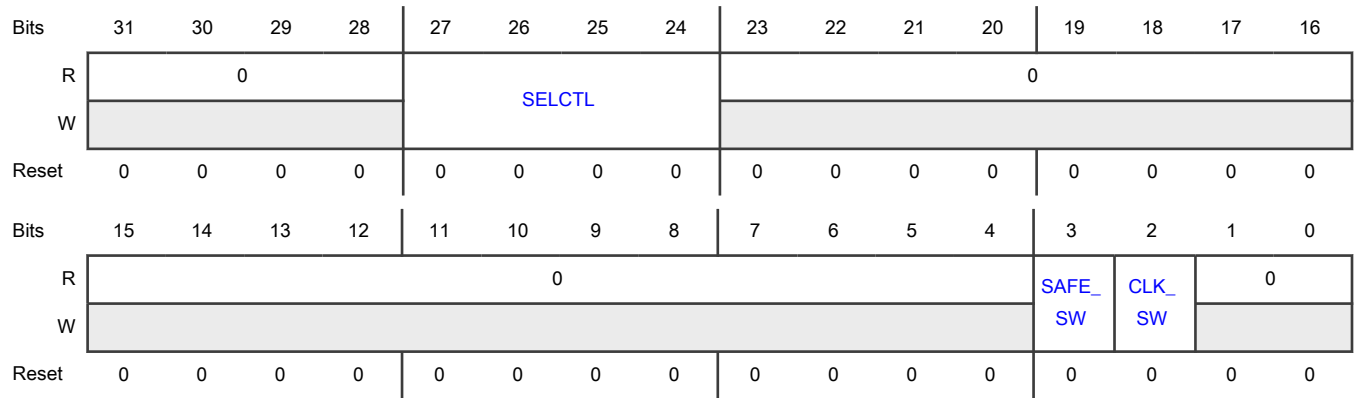 Bits 31 30 29 28 27 26 25 24 23 22 21 20 19 18 17 16
R 0 SELCTL 0
W
Reset 0 0 0 0 0 0 0 0 0 0 0 0 0 0 0 0
Bits 15 14 13 12 11 10 9 8 7 6 5 4 3 2 1 0
R 0 SAFE_ CLK_ 0
W SW SW
Reset 0 0 0 0 0 0 0 0 0 0 0 0 0 0 0 0